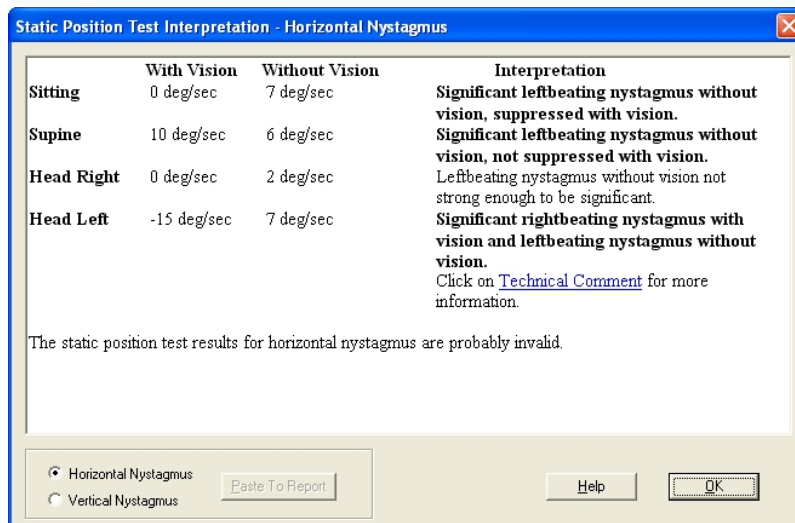 Static Position Test Interpretation - Horizontal Nystagmus
With Vision Without Vision Interpretation
Sitting 0 deg/sec 7 deg/sec Significant leftbeating nystagmus without
vision, suppressed with vision.
Supine 10 deg/sec 6 deg/sec Significant leftbeating nystagmus without
vision, not suppressed with vision.
Head Right 0 deg/sec 2 deg/sec Leftbeating nystagmus without vision not
strong enough to be significant.
Head Left -15 deg/sec 7 deg/sec Significant rightbeating nystagmus with
vision and leftbeating nystagmus without
vision.
Click on Technical Comment for more
information.
The static position test results for horizontal nystagmus are probably invalid.
Horizontal Nystagmus
Vertical Nystagmus
Paste To Report
Help
OK